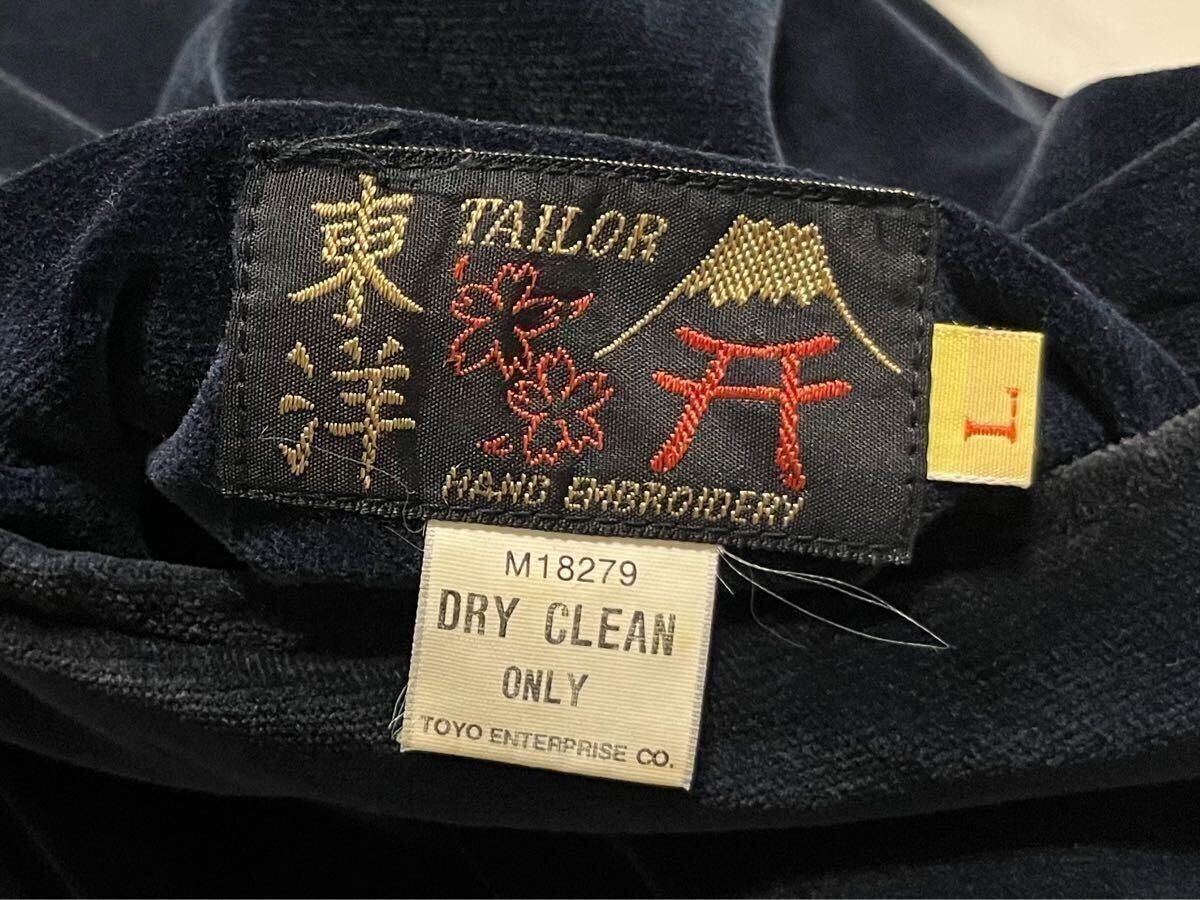 東洋
TAILOR
HAND EMBROIDERY
L
M18279
DRY CLEAN
ONLY
TOYO ENTERPRISE CO.